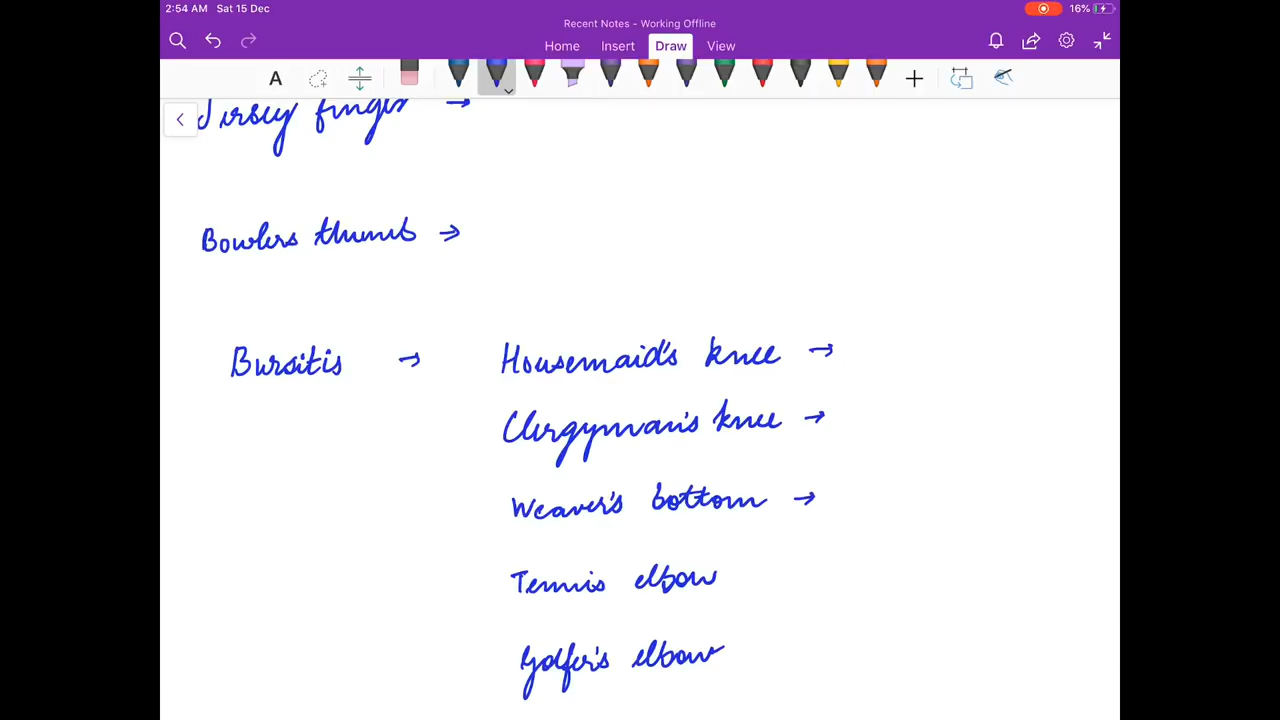 2:54 AM Sat 15 Dec 16%
Recent Notes - Working Offline
Home Insert Draw View
A
Jersey finger →
Bowlers thumb ⇒
Bursitis → Housemaid's knee →
Clergyman's knee →
Weaver's bottom →
Tennis elbow
Golfer's elbow